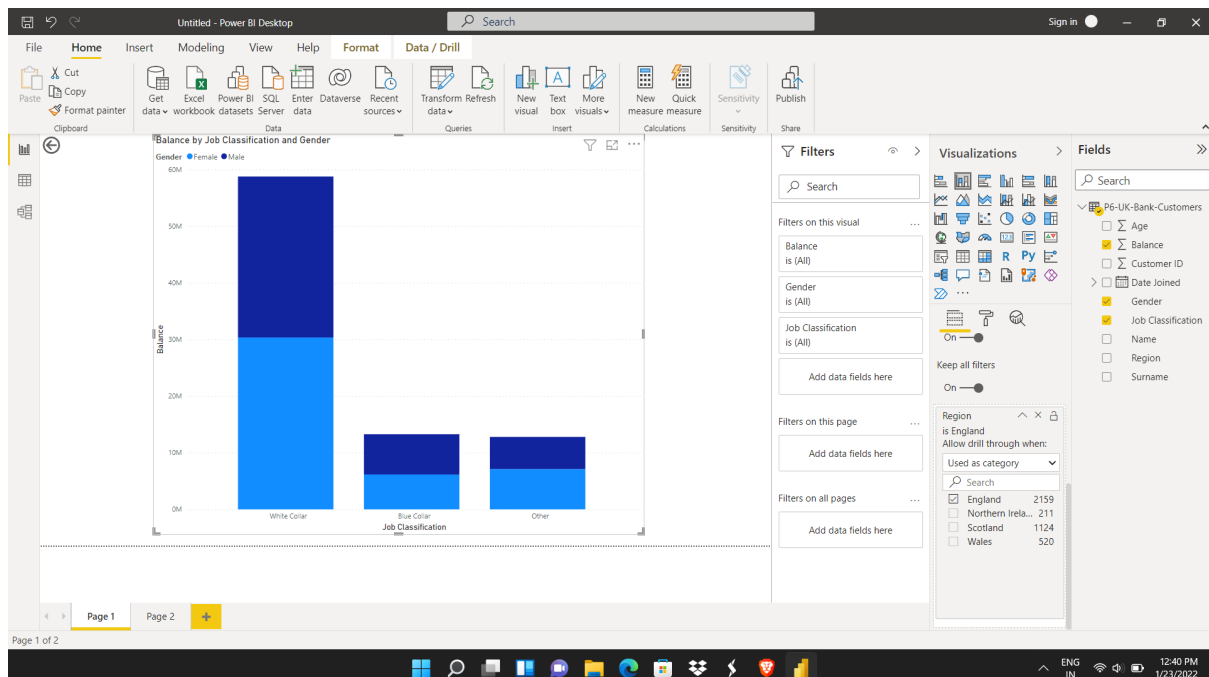 Untitled - Power BI Desktop
Search
Sign in
File Home Insert Modeling View Help Format Data / Drill
Paste
Cut
Copy
Format painter
Clipboard
Get data
Excel workbook
Power BI datasets
SQL Server
Enter data
Dataverse
Recent sources
Data
Transform data
Refresh
Queries
New visual
Text box
More visuals
Insert
New measure
Quick measure
Calculations
Sensitivity
Sensitivity
Publish
Share
Balance by Job Classification and Gender
Gender Female Male
60M
50M
40M
30M
20M
10M
0M
Balance
White Collar Blue Collar Other
Job Classification
Filters
Search
Filters on this visual ...
Balance
is (All)
Gender
is (All)
Job Classification
is (All)
Add data fields here
Filters on this page ...
Add data fields here
Filters on all pages ...
Add data fields here
Visualizations
123
R Py
...
On
Keep all filters
On
Region
is England
Allow drill through when:
Used as category
Search
England 2159
Northern Irela... 211
Scotland 1124
Wales 520
Fields
Search
P6-UK-Bank-Customers
Age
Balance
Customer ID
Date Joined
Gender
Job Classification
Name
Region
Surname
Page 1 Page 2 +
Page 1 of 2
ENG
IN
12:40 PM
1/23/2022